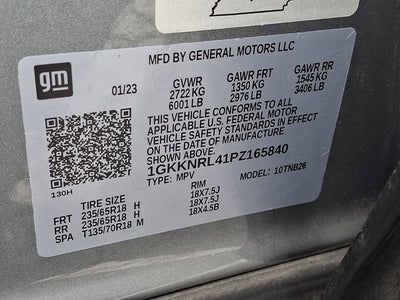 MFD BY GENERAL MOTORS LLC
gm
01/23 GVWR GAWR FRT GAWR RR
2722 KG 1350 KG 1545 KG
6001 LB 2976 LB 3406 LB
THIS VEHICLE CONFORMS TO ALL
APPLICABLE U.S. FEDERAL MOTOR
VEHICLE SAFETY STANDARDS IN EFFECT
ON THE DATE OF MANUFACTURE
SHOWN ABOVE.
1GKKNRL41PZ165840
TYPE: MPV MODEL: 10TNB26
130H
TIRE SIZE RIM
FRT 235/65R18 H 18X7.5J
RR 235/65R18 H 18X7.5J
SPA T135/70R18 M 18X4.5B